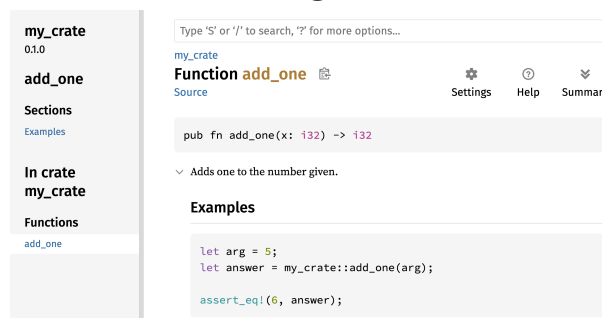 my_crate
0.1.0
add_one
Sections
Examples
In crate
my_crate
Functions
add_one
Type ‘S’ or ‘/’ to search, ‘?’ for more options…
my_crate
Function add_one
Source
Settings
Help
Summar
pub fn add_one(x: i32) -> i32
Adds one to the number given.
Examples
let arg = 5;
let answer = my_crate::add_one(arg);
assert_eq!(6, answer);